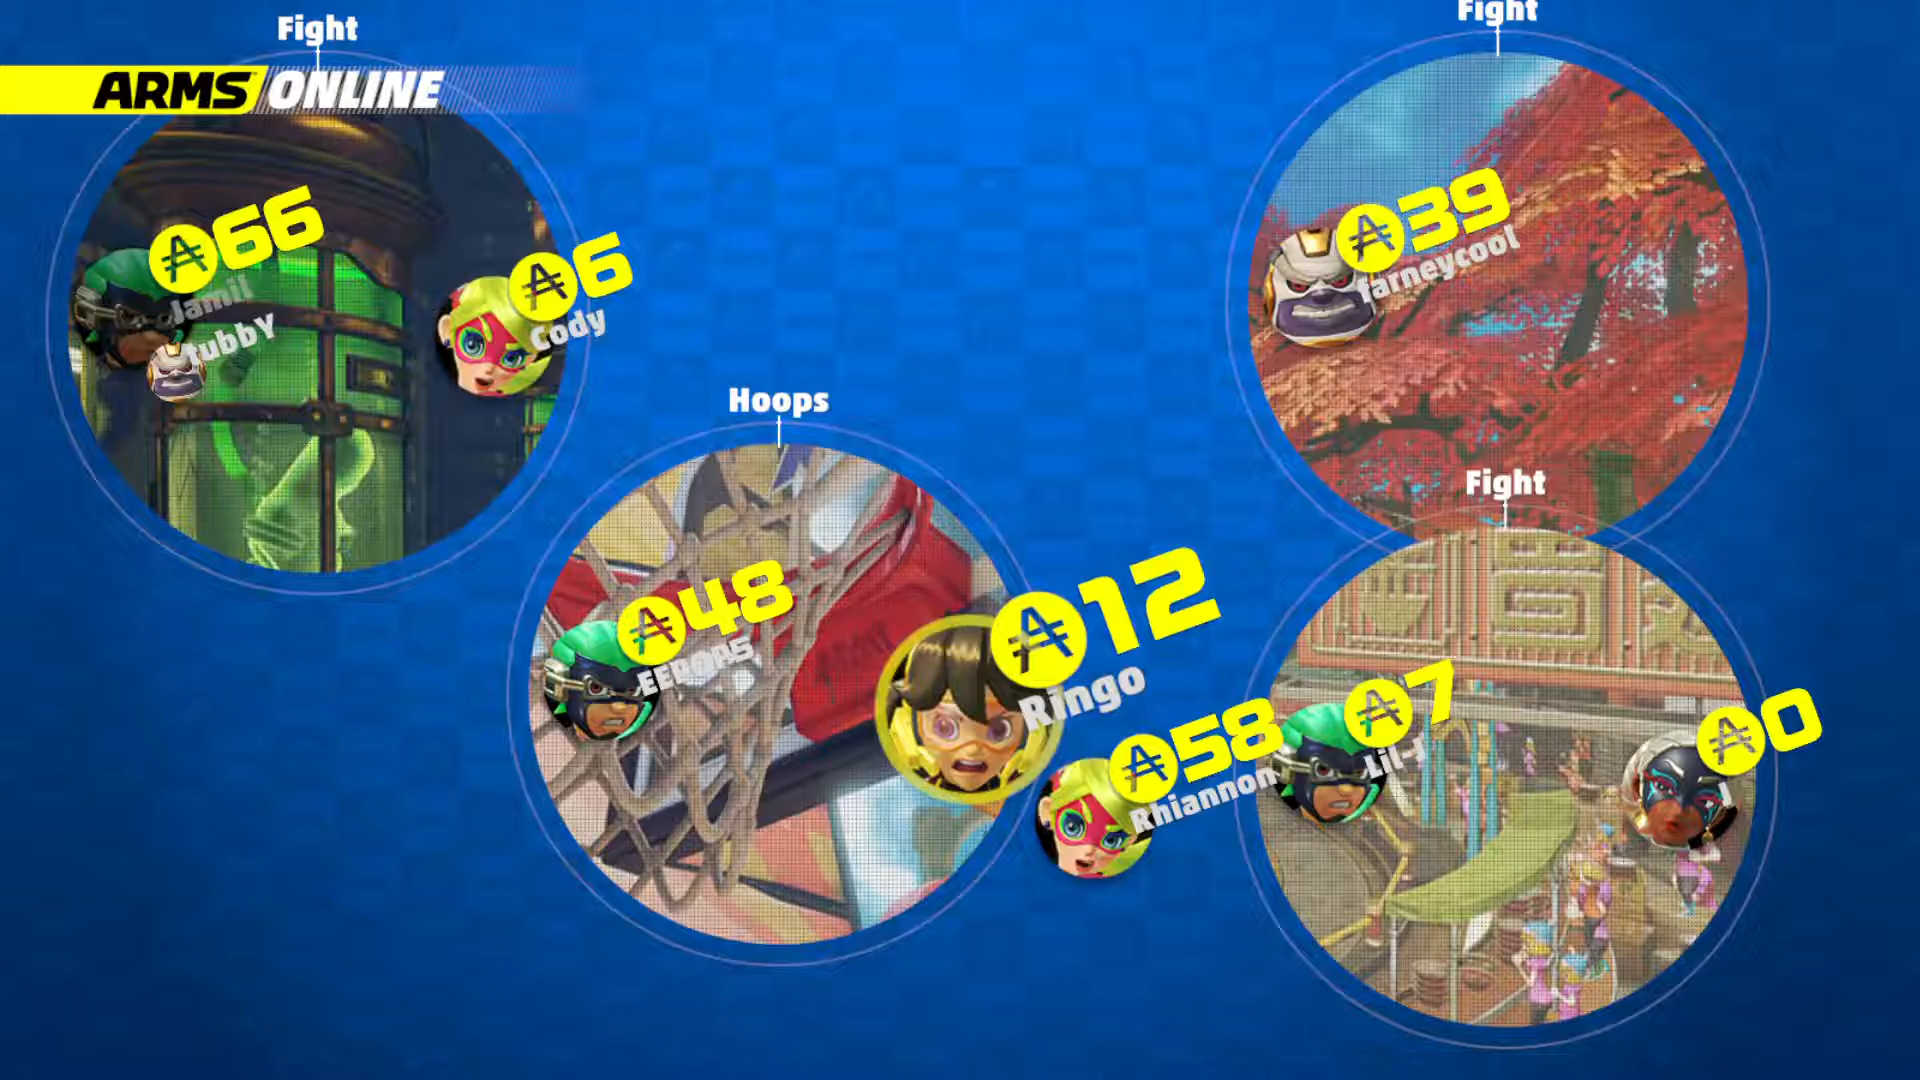 Fight
ARMS ONLINE
66
Jamil
tubbY
6
Cody
Fight
39
farneycool
Hoops
48
12
Ringo
58
Rhiannon
Fight
7
0